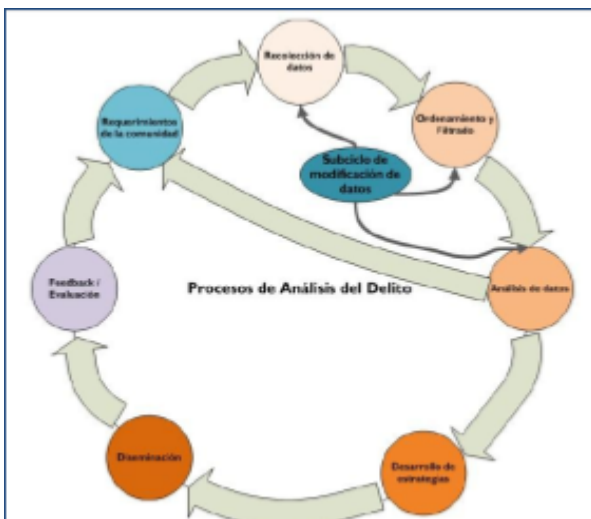 Recolección de
datos
Requerimientos
de la comunidad
Ordenamiento y
Filtrado
Subciclo de
modificación de
datos
Feedback /
Evaluación
Procesos de Análisis del Delito
Análisis de datos
Diseminación
Desarrollo de
estrategias